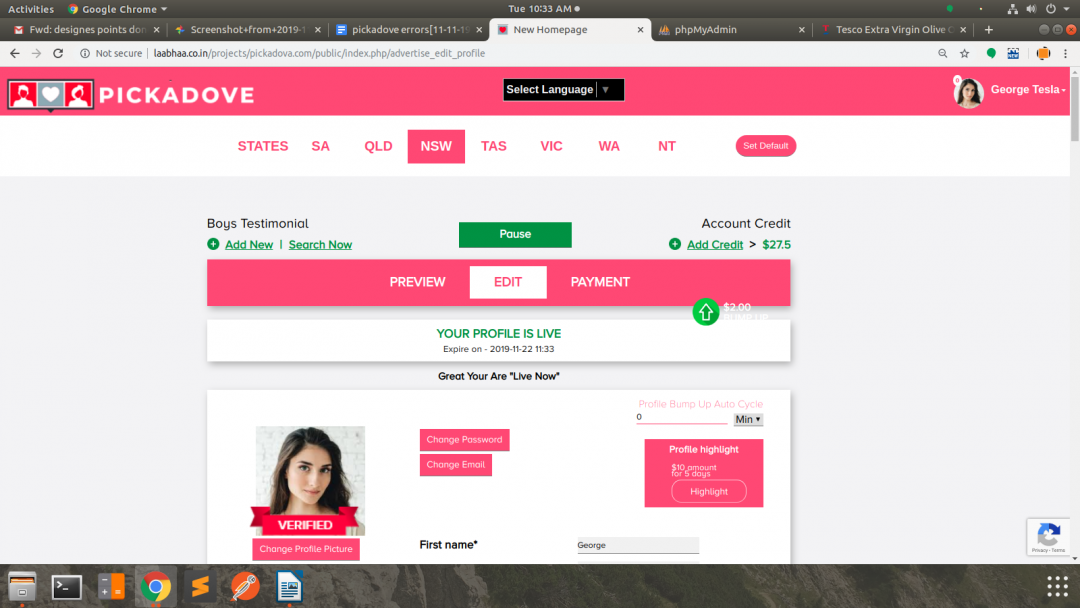 Activities Google Chrome Tue 10:33 AM
Fwd: designes points don
Screenshot+from+2019-1
pickadove errors[11-11-19
New Homepage
phpMyAdmin
Tesco Extra Virgin Olive
Not secure | laabhaa.co.in/projects/pickadova.com/public/index.php/advertise_edit_profile
PICKADOVE
Select Language ▼
0
George Tesla
STATES SA QLD NSW TAS VIC WA NT Set Default
Boys Testimonial
Add New | Search Now
Pause
Account Credit
Add Credit > $27.5
PREVIEW EDIT PAYMENT
$2.00
YOUR PROFILE IS LIVE
Expire on - 2019-11-22 11:33
Great Your Are "Live Now"
Profile Bump Up Auto Cycle
0 Min ▾
Change Password
Change Email
Profile highlight
$10 amount
for 5 days
Highlight
VERIFIED
Change Profile Picture
First name* George
Privacy - Terms